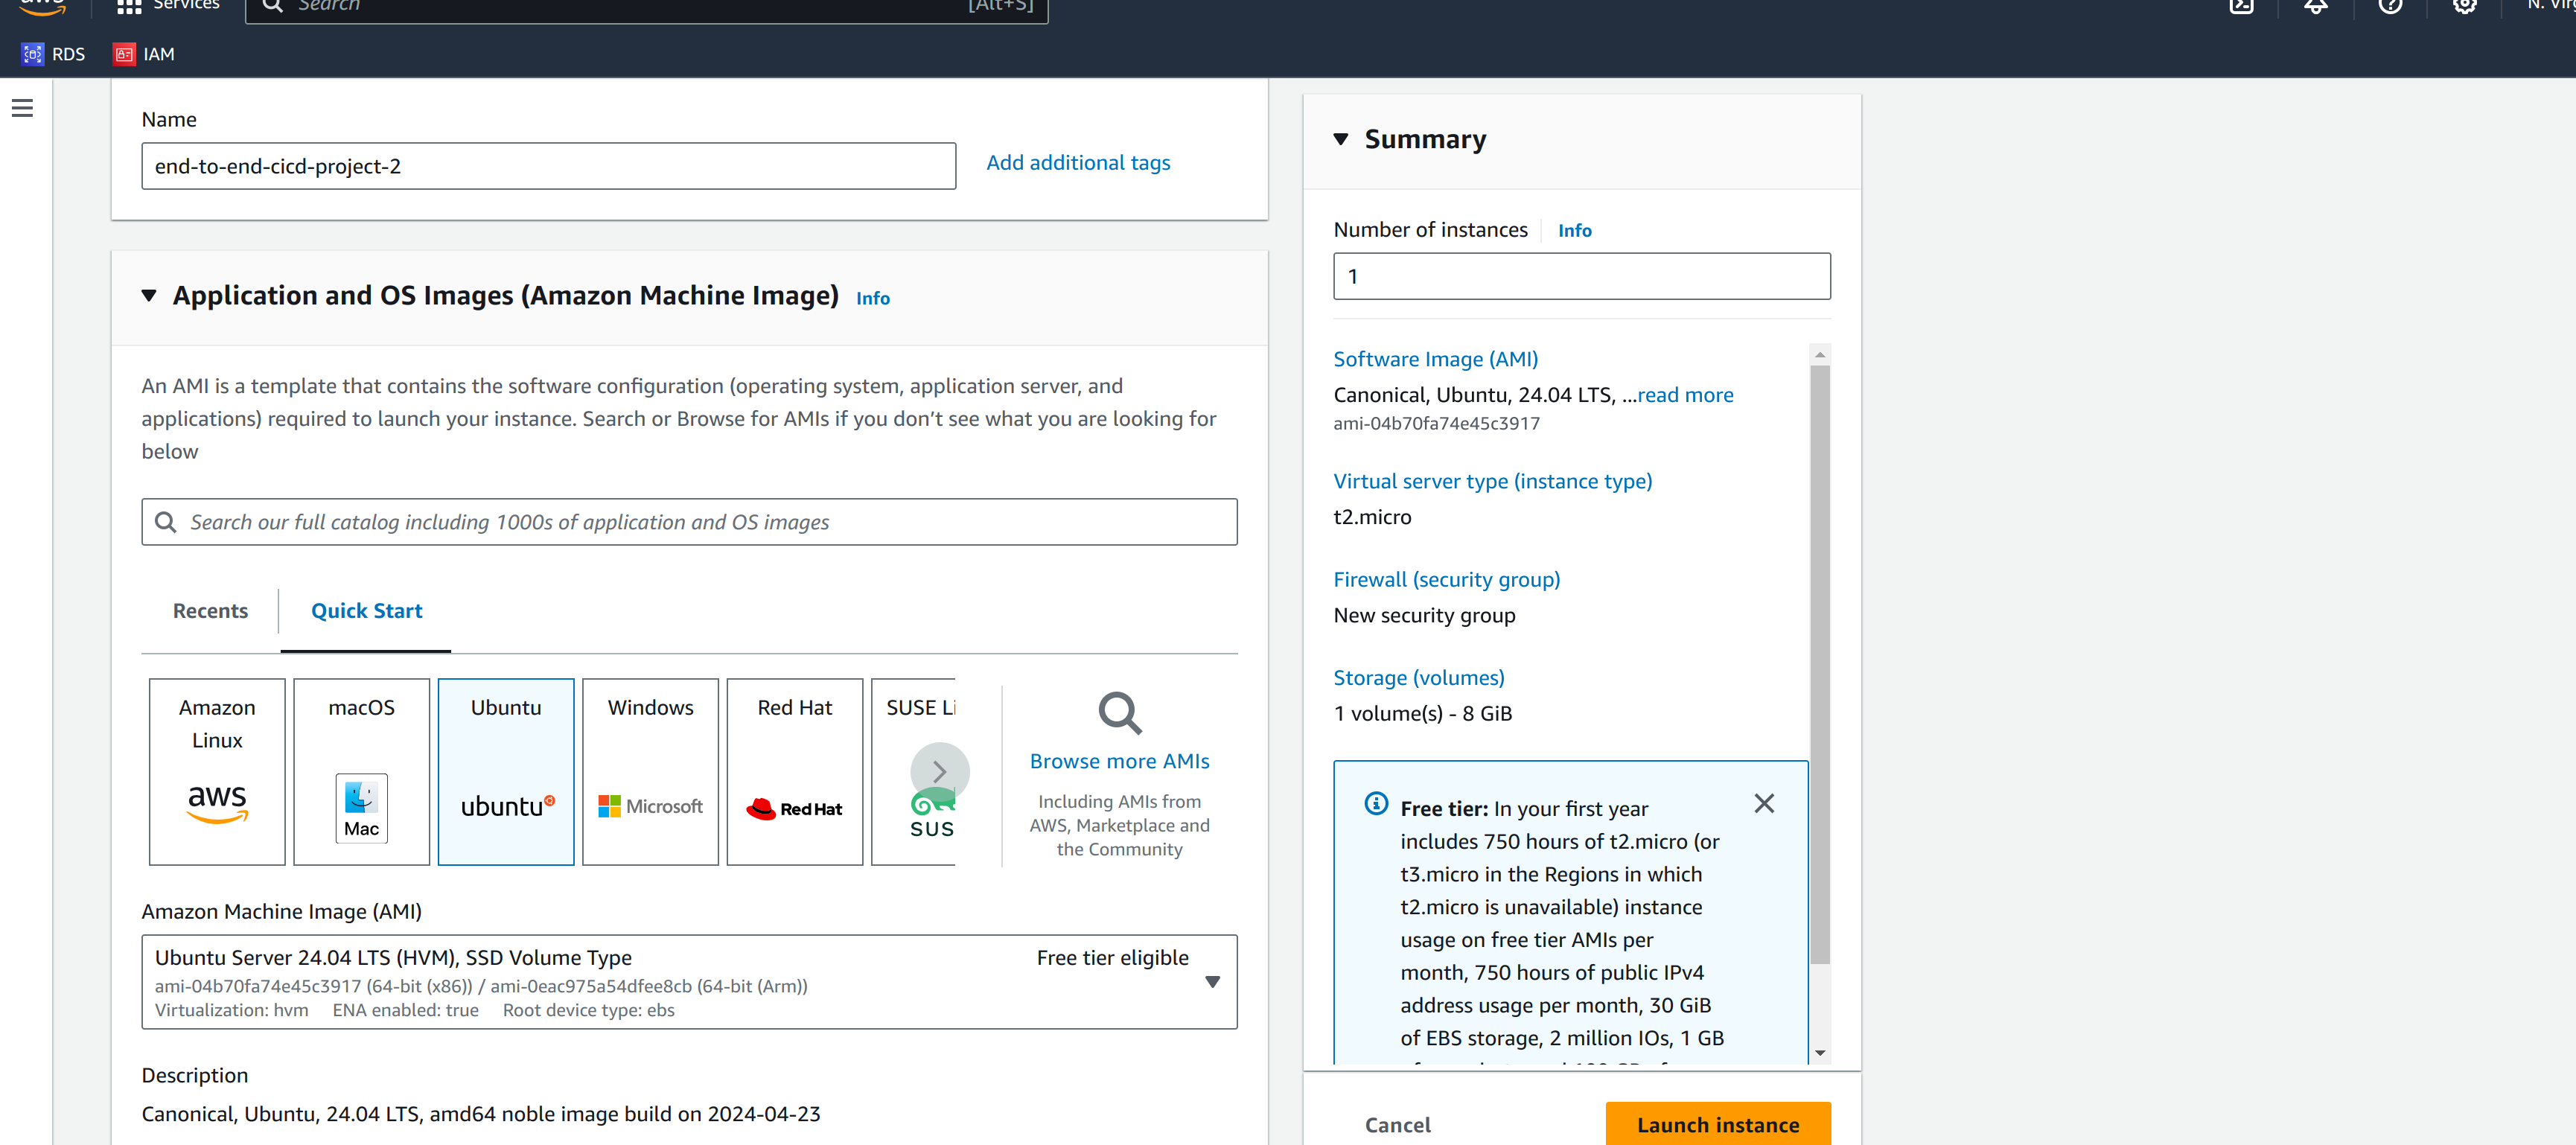 aws
Services
Search
[Alt+S]
RDS
IAM
Name
end-to-end-cicd-project-2
Add additional tags
Application and OS Images (Amazon Machine Image)
Info
An AMI is a template that contains the software configuration (operating system, application server, and
applications) required to launch your instance. Search or Browse for AMIs if you don’t see what you are looking for
below
Search our full catalog including 1000s of application and OS images
Recents
Quick Start
Amazon
Linux
aws
macOS
Mac
Ubuntu
ubuntu
Windows
Microsoft
Red Hat
Red Hat
SUSE Li
SUS
Browse more AMIs
Including AMIs from
AWS, Marketplace and
the Community
Amazon Machine Image (AMI)
Ubuntu Server 24.04 LTS (HVM), SSD Volume Type
Free tier eligible
ami-04b70fa74e45c3917 (64-bit (x86)) / ami-0eac975a54dfee8cb (64-bit (Arm))
Virtualization: hvm ENA enabled: true Root device type: ebs
Description
Canonical, Ubuntu, 24.04 LTS, amd64 noble image build on 2024-04-23
Summary
Number of instances
Info
1
Software Image (AMI)
Canonical, Ubuntu, 24.04 LTS, ...read more
ami-04b70fa74e45c3917
Virtual server type (instance type)
t2.micro
Firewall (security group)
New security group
Storage (volumes)
1 volume(s) - 8 GiB
Free tier: In your first year
includes 750 hours of t2.micro (or
t3.micro in the Regions in which
t2.micro is unavailable) instance
usage on free tier AMIs per
month, 750 hours of public IPv4
address usage per month, 30 GiB
of EBS storage, 2 million IOs, 1 GB
Cancel
Launch instance